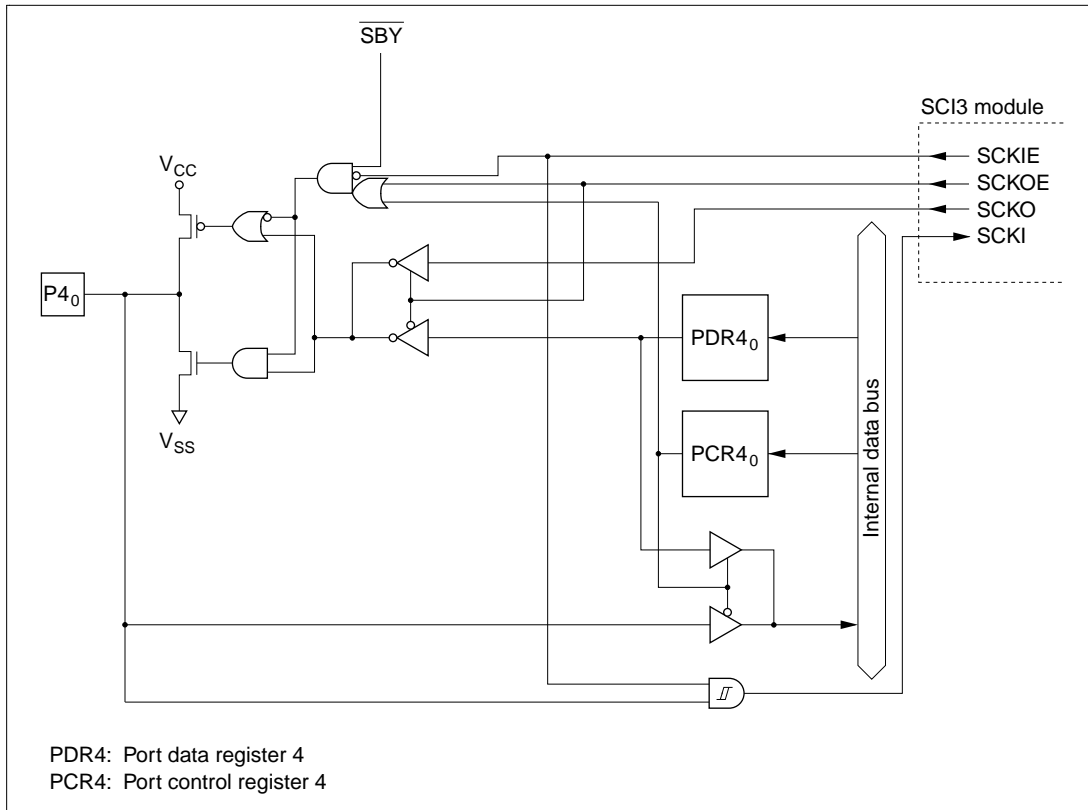 SBY
SCI3 module
VCC
SCKIE
SCKOE
SCKO
SCKI
P40
PDR40
PCR40
Internal data bus
VSS
PDR4: Port data register 4
PCR4: Port control register 4